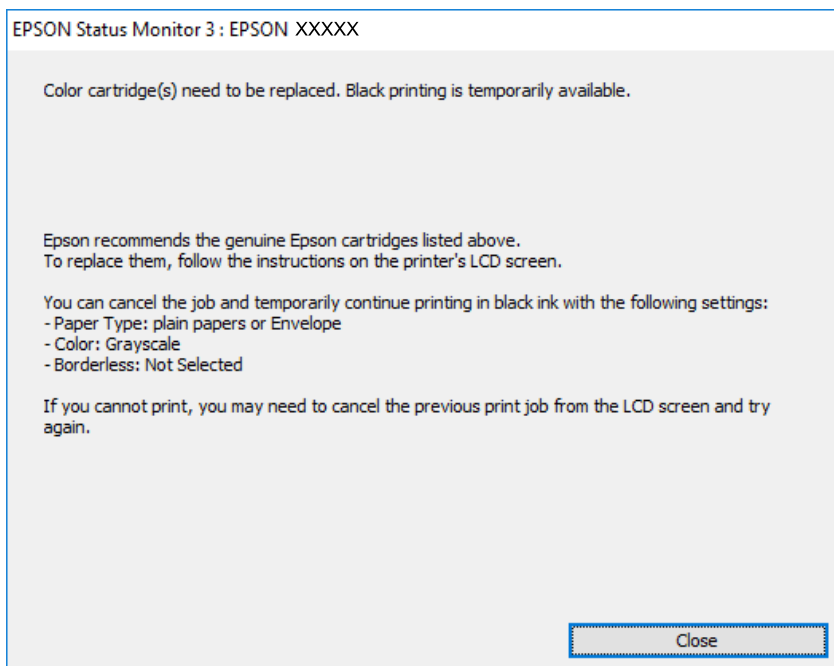 EPSON Status Monitor 3 : EPSON XXXXX
Color cartridge(s) need to be replaced. Black printing is temporarily available.
Epson recommends the genuine Epson cartridges listed above.
To replace them, follow the instructions on the printer's LCD screen.
You can cancel the job and temporarily continue printing in black ink with the following settings:
- Paper Type: plain papers or Envelope
- Color: Grayscale
- Borderless: Not Selected
If you cannot print, you may need to cancel the previous print job from the LCD screen and try
again.
Close